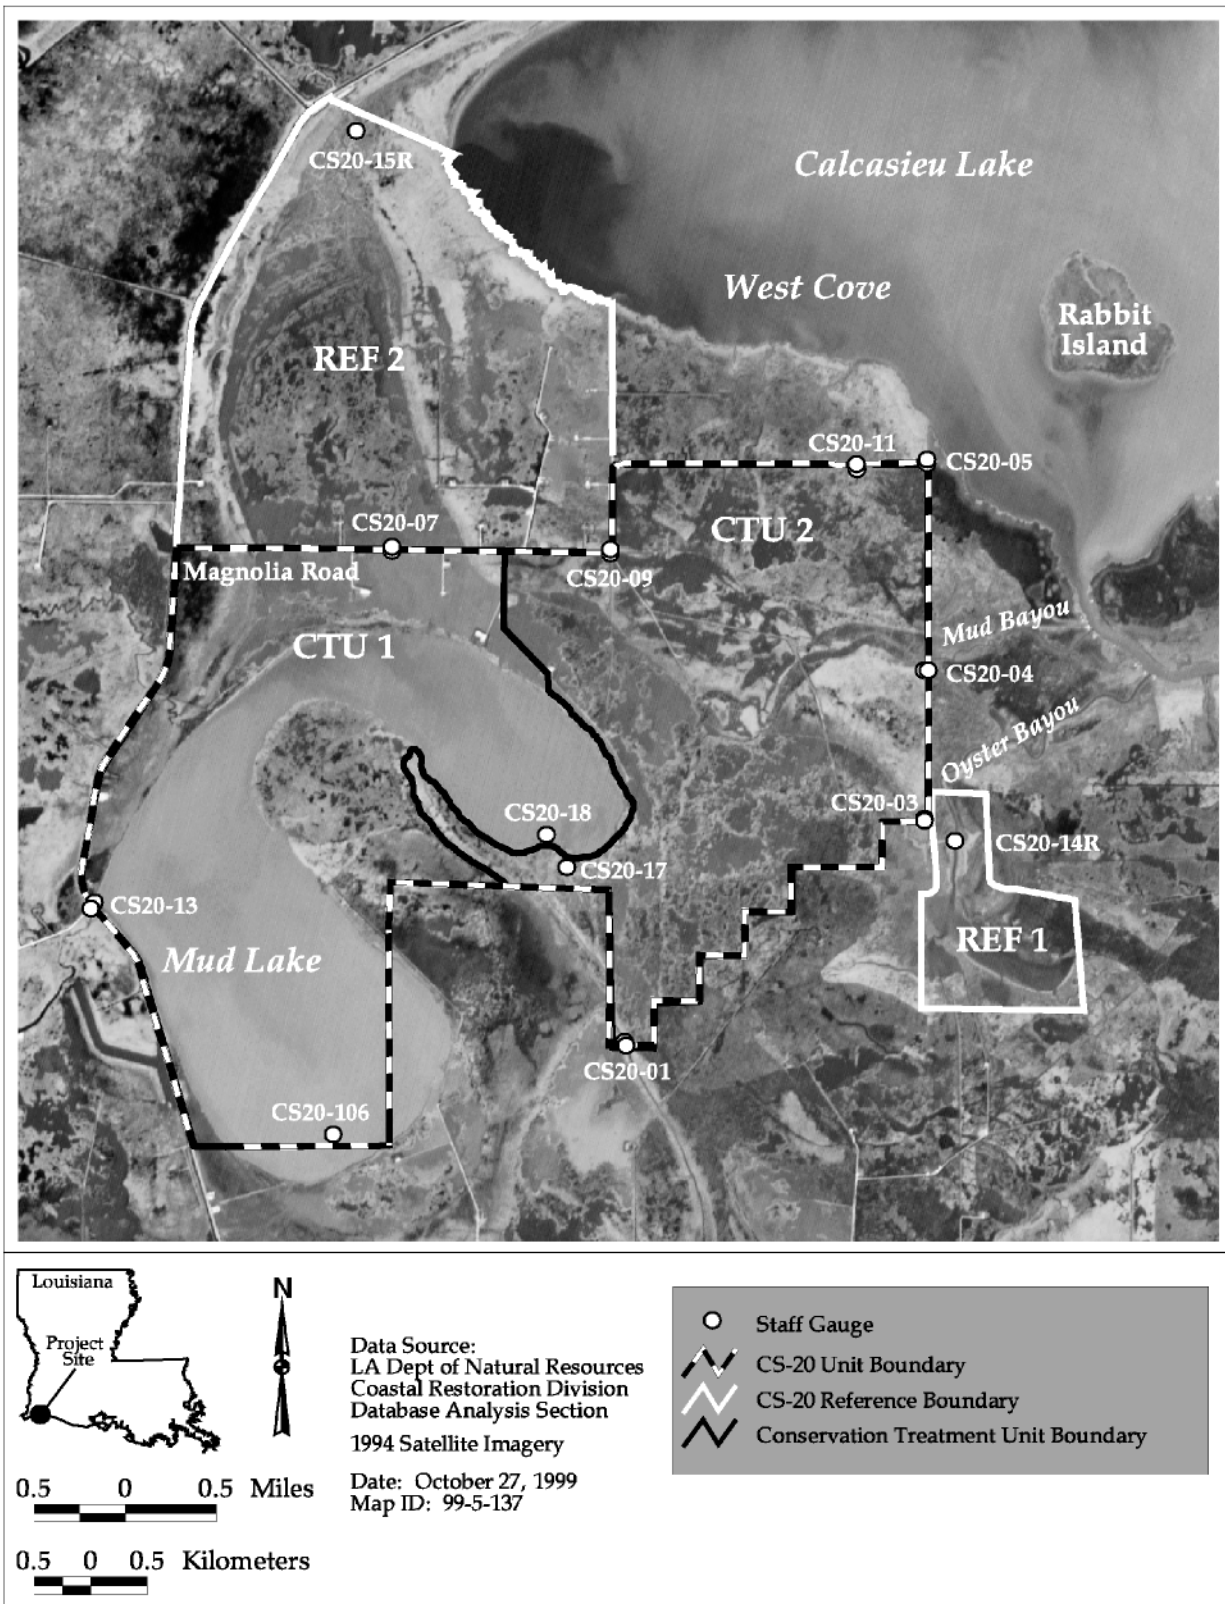 CS20-15R
Calcasieu Lake
West Cove
Rabbit
Island
REF 2
CS20-11
CS20-05
CS20-07
CTU 2
Magnolia Road
CS20-09
Mud Bayou
CTU 1
CS20-04
Oyster Bayou
CS20-03
CS20-18
CS20-14R
CS20-17
CS20-13
REF 1
Mud Lake
CS20-01
CS20-106
Louisiana
Project
Site
N
Data Source:
LA Dept of Natural Resources
Coastal Restoration Division
Database Analysis Section
1994 Satellite Imagery
Date: October 27, 1999
Map ID: 99-5-137
0.5 0 0.5 Miles
0.5 0 0.5 Kilometers
Staff Gauge
CS-20 Unit Boundary
CS-20 Reference Boundary
Conservation Treatment Unit Boundary